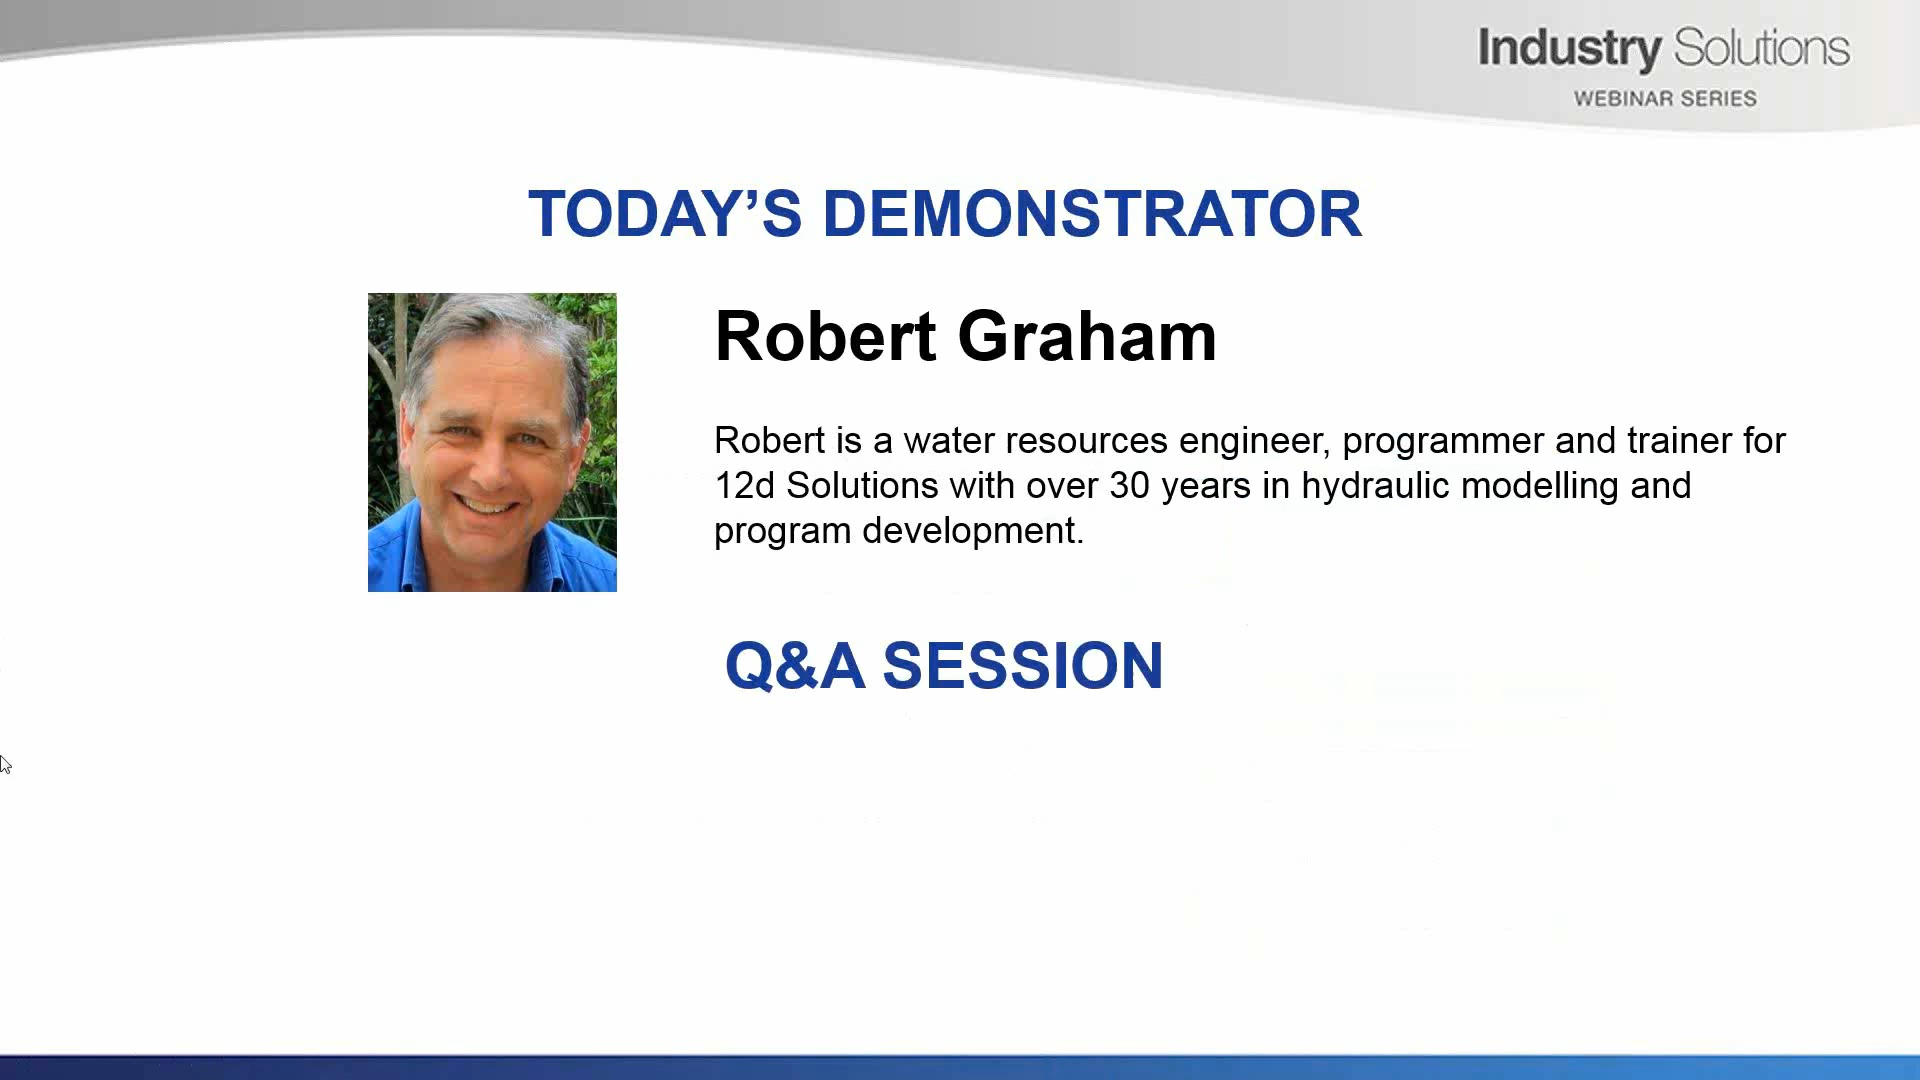 Industry Solutions
WEBINAR SERIES
TODAY’S DEMONSTRATOR
Robert Graham
Robert is a water resources engineer, programmer and trainer for
12d Solutions with over 30 years in hydraulic modelling and
program development.
Q&A SESSION